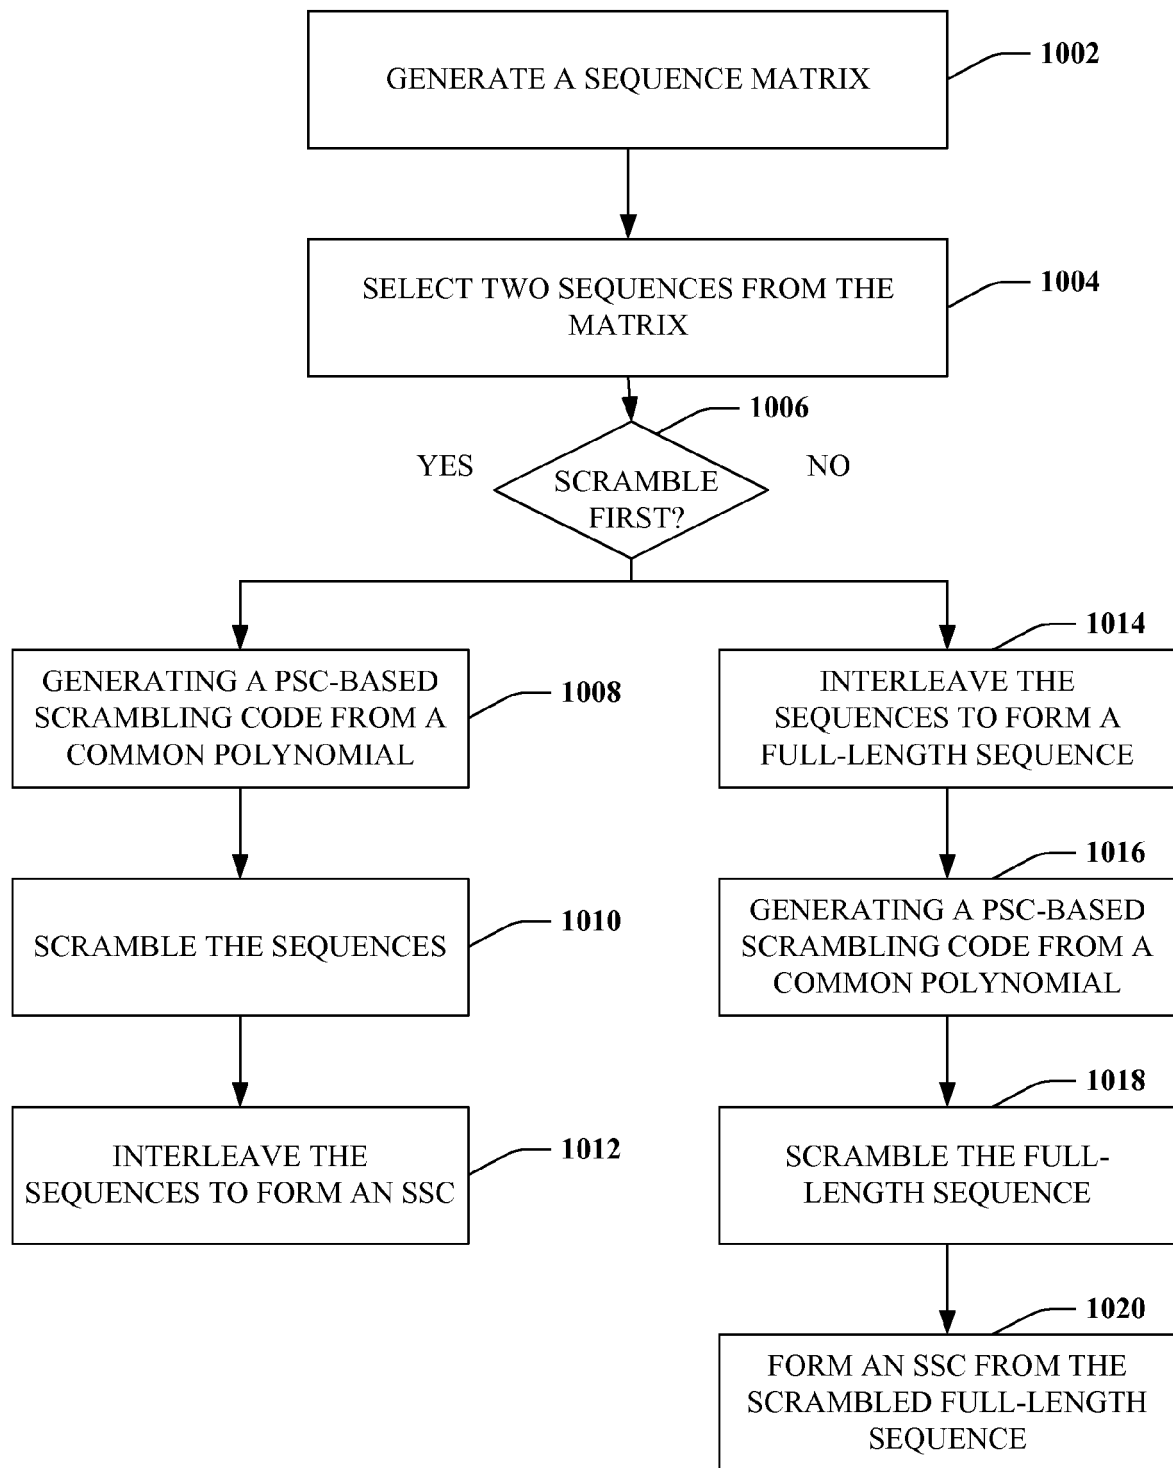 GENERATE A SEQUENCE MATRIX
1002
SELECT TWO SEQUENCES FROM THE
MATRIX
1004
1006
YES
NO
SCRAMBLE
FIRST?
GENERATING A PSC-BASED
SCRAMBLING CODE FROM A
COMMON POLYNOMIAL
1008
SCRAMBLE THE SEQUENCES
1010
INTERLEAVE THE
SEQUENCES TO FORM AN SSC
1012
1014
INTERLEAVE THE
SEQUENCES TO FORM A
FULL-LENGTH SEQUENCE
1016
GENERATING A PSC-BASED
SCRAMBLING CODE FROM A
COMMON POLYNOMIAL
1018
SCRAMBLE THE FULL-
LENGTH SEQUENCE
1020
FORM AN SSC FROM THE
SCRAMBLED FULL-LENGTH
SEQUENCE